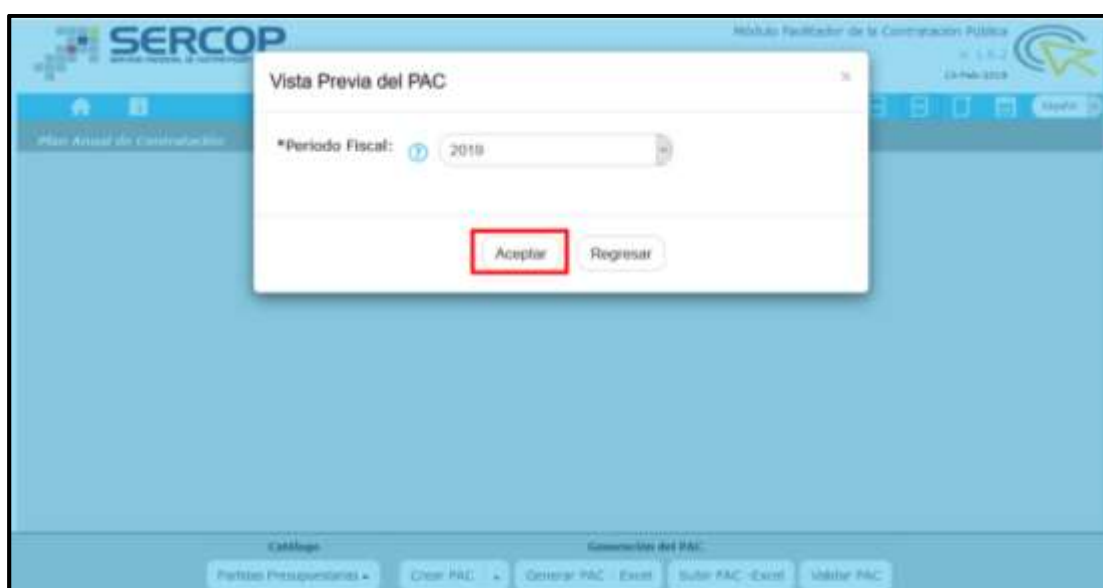 SERCOP
Módulo Facilitador de la Contratación Pública
Vista Previa del PAC
×
Español
Plan Anual de Contratación
*Periodo Fiscal:
?
2019
Aceptar
Regresar
Catálogo
Generación del PAC
Partidas Presupuestarias
Crear PAC
Generar PAC - Excel
Subir PAC -Excel
Validar PAC